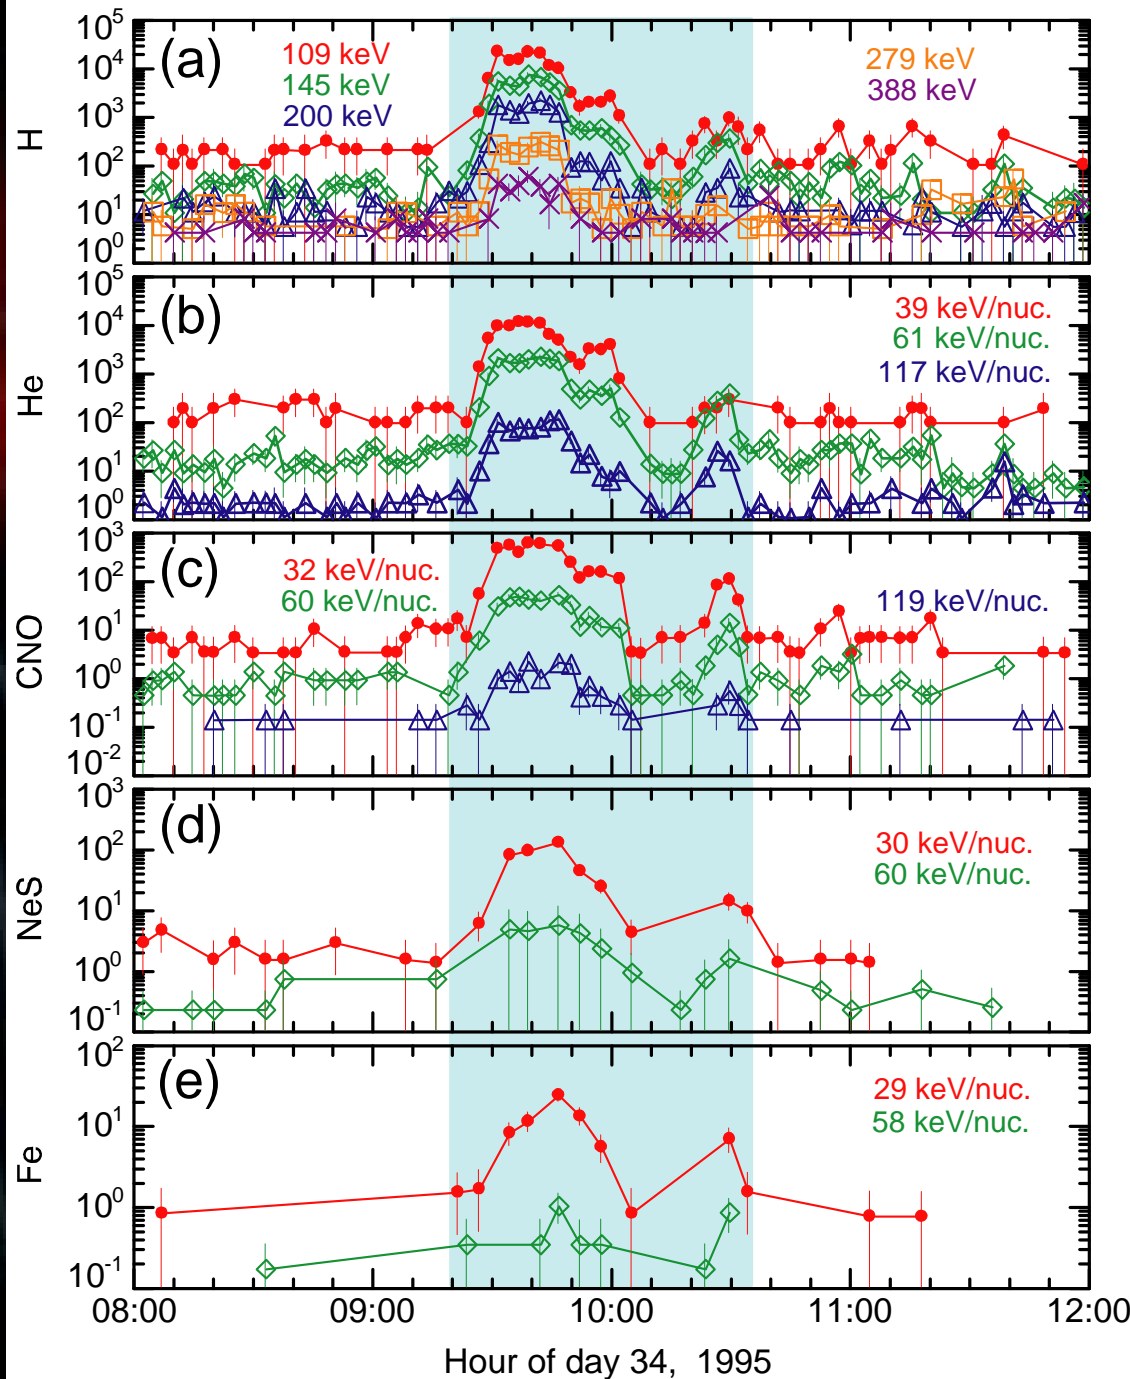 10^5
(a)
109 keV
145 keV
200 keV
279 keV
388 keV
10^4
10^3
10^2
10^1
10^0
H
10^5
(b)
39 keV/nuc.
61 keV/nuc.
117 keV/nuc.
10^4
10^3
10^2
10^1
10^0
He
10^3
(c)
32 keV/nuc.
60 keV/nuc.
119 keV/nuc.
10^2
10^1
10^0
10^-1
10^-2
CNO
10^3
(d)
30 keV/nuc.
60 keV/nuc.
10^2
10^1
10^0
10^-1
NeS
10^2
(e)
29 keV/nuc.
58 keV/nuc.
10^1
10^0
10^-1
Fe
08:00 09:00 10:00 11:00 12:00
Hour of day 34, 1995